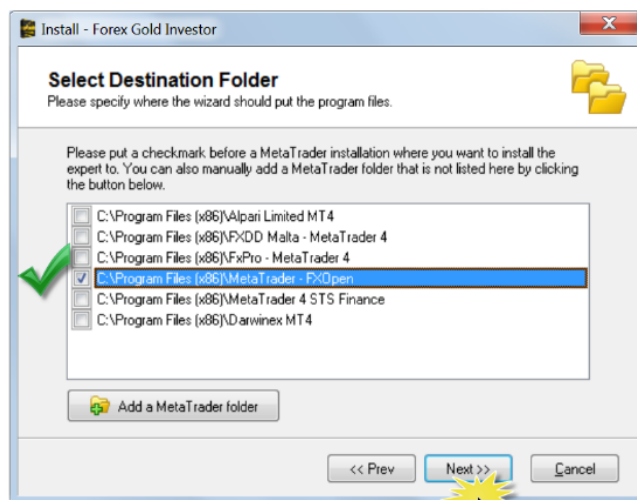 Install - Forex Gold Investor
Select Destination Folder
Please specify where the wizard should put the program files.
Please put a checkmark before a MetaTrader installation where you want to install the
expert to. You can also manually add a MetaTrader folder that is not listed here by clicking
the button below.
C:\Program Files (x86)\Alpari Limited MT4
C:\Program Files (x86)\FXDD Malta - MetaTrader 4
C:\Program Files (x86)\FxPro - MetaTrader 4
C:\Program Files (x86)\MetaTrader - FXOpen
C:\Program Files (x86)\MetaTrader 4 STS Finance
C:\Program Files (x86)\Darwinex MT4
Add a MetaTrader folder
<< Prev
Next >>
Cancel